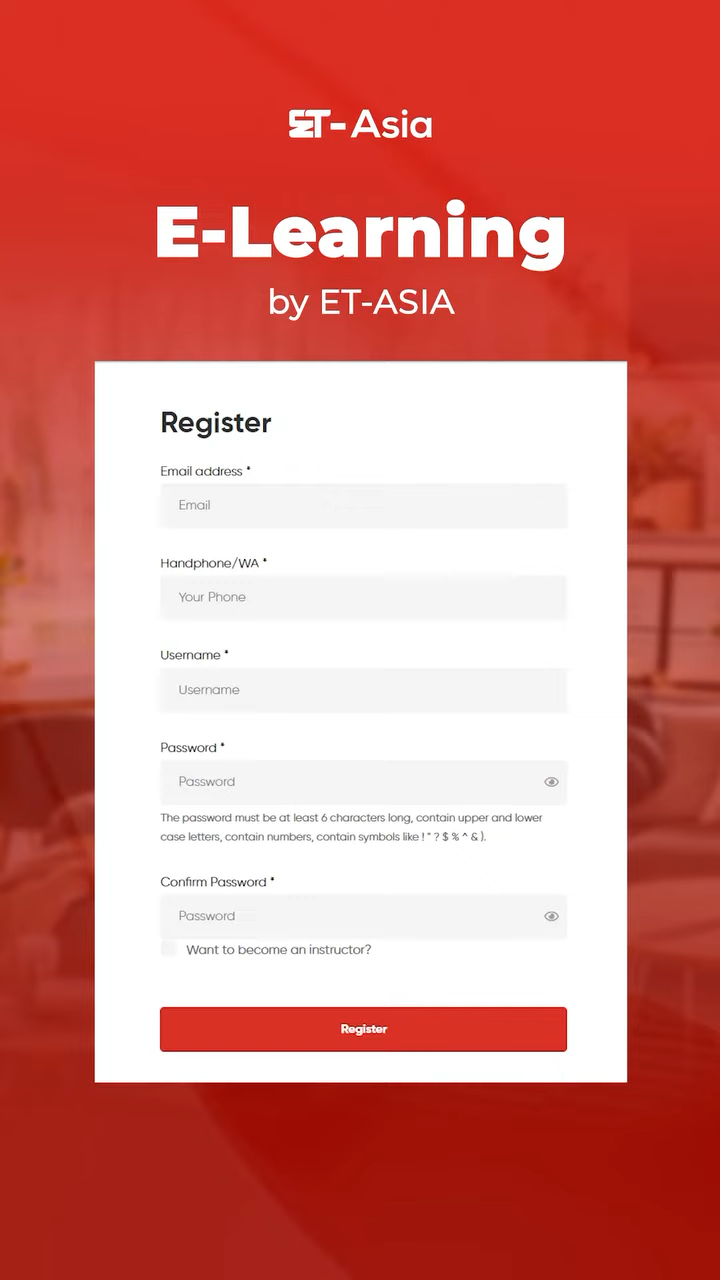 ET-Asia
E-Learning
by ET-ASIA
Register
Email address *
Email
Handphone/WA *
Your Phone
Username *
Username
Password *
Password
The password must be at least 6 characters long, contain upper and lower
case letters, contain numbers, contain symbols like ! " ? $ % ^ & ).
Confirm Password *
Password
Want to become an instructor?
Register